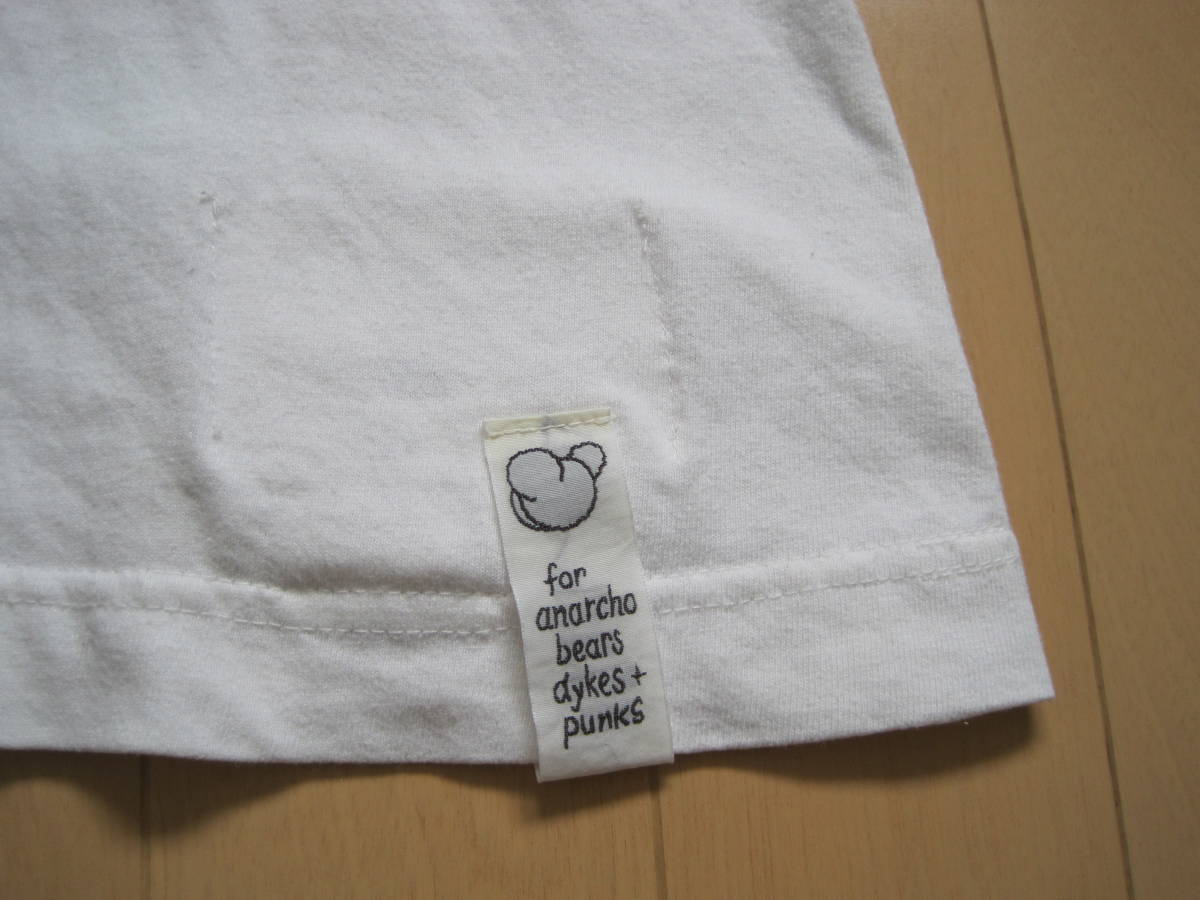 for
anarcho
bears
dykes +
punks